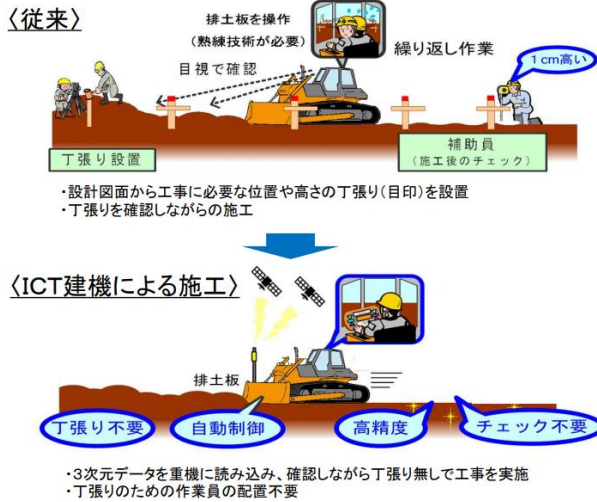 〈従来〉
排土板を操作
(熟練技術が必要)
繰り返し作業
目視で確認
1cm高い
丁張り設置
補助員
(施工後のチェック)
・設計図面から工事に必要な位置や高さの丁張り(目印)を設置
・丁張りを確認しながらの施工
〈ICT建機による施工〉
排土板
丁張り不要
自動制御
高精度
チェック不要
・3次元データを重機に読み込み、確認しながら丁張り無しで工事を実施
・丁張りのための作業員の配置不要